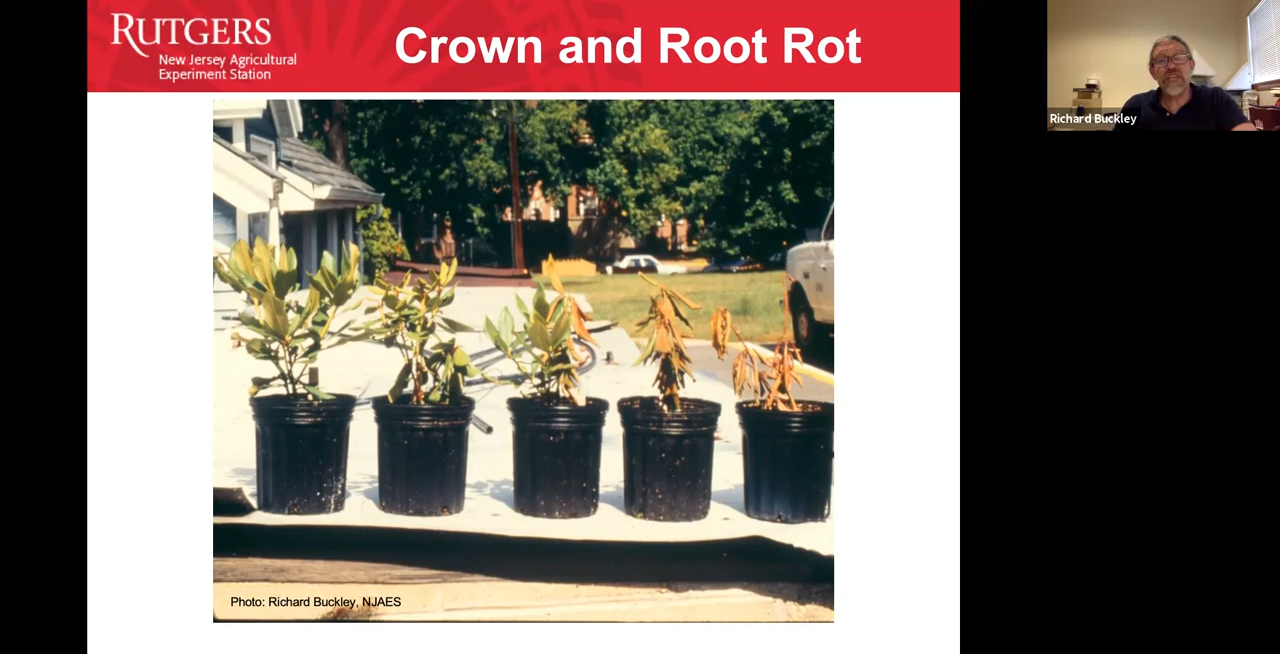 RUTGERS
New Jersey Agricultural
Experiment Station
Crown and Root Rot
Richard Buckley
Photo: Richard Buckley, NJAES